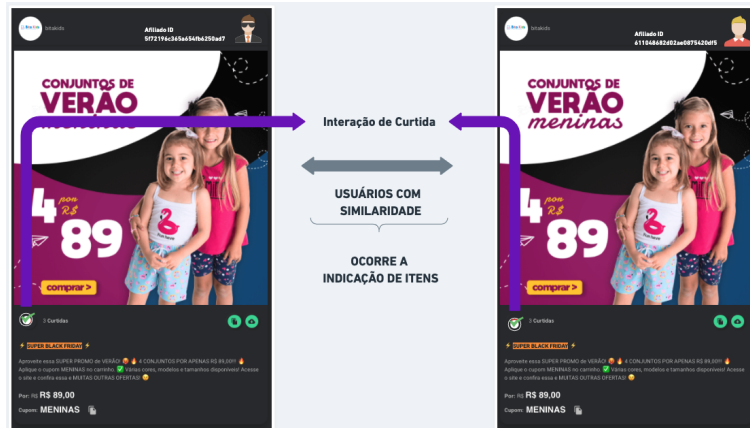 bitakids
Afiliado ID
5f72196c365a654fb6250ad7
CONJUNTOS DE
VERÃO
4 por
R$
89
comprar >
3 Curtidas
⚡ SUPER BLACK FRIDAY ⚡
Aproveite essa SUPER PROMO de VERÃO! 🥵🔥 4 CONJUNTOS POR APENAS R$ 89,00!!! 🔥
Aplique o cupom MENINAS no carrinho. ✅ Várias cores, modelos e tamanhos disponíveis! Acesse
o site e confira essa e MUITAS OUTRAS OFERTAS! 😍
Por: R$ R$ 89,00
Cupom: MENINAS
Interação de Curtida
USUÁRIOS COM
SIMILARIDADE
OCORRE A
INDICAÇÃO DE ITENS
bitakids
Afiliado ID
611048682d02ae0875420df5
CONJUNTOS DE
VERÃO
meninas
4 por
R$
89
comprar >
3 Curtidas
⚡ SUPER BLACK FRIDAY ⚡
Aproveite essa SUPER PROMO de VERÃO! 🥵🔥 4 CONJUNTOS POR APENAS R$ 89,00!!! 🔥
Aplique o cupom MENINAS no carrinho. ✅ Várias cores, modelos e tamanhos disponíveis! Acesse
o site e confira essa e MUITAS OUTRAS OFERTAS! 😍
Por: R$ R$ 89,00
Cupom: MENINAS